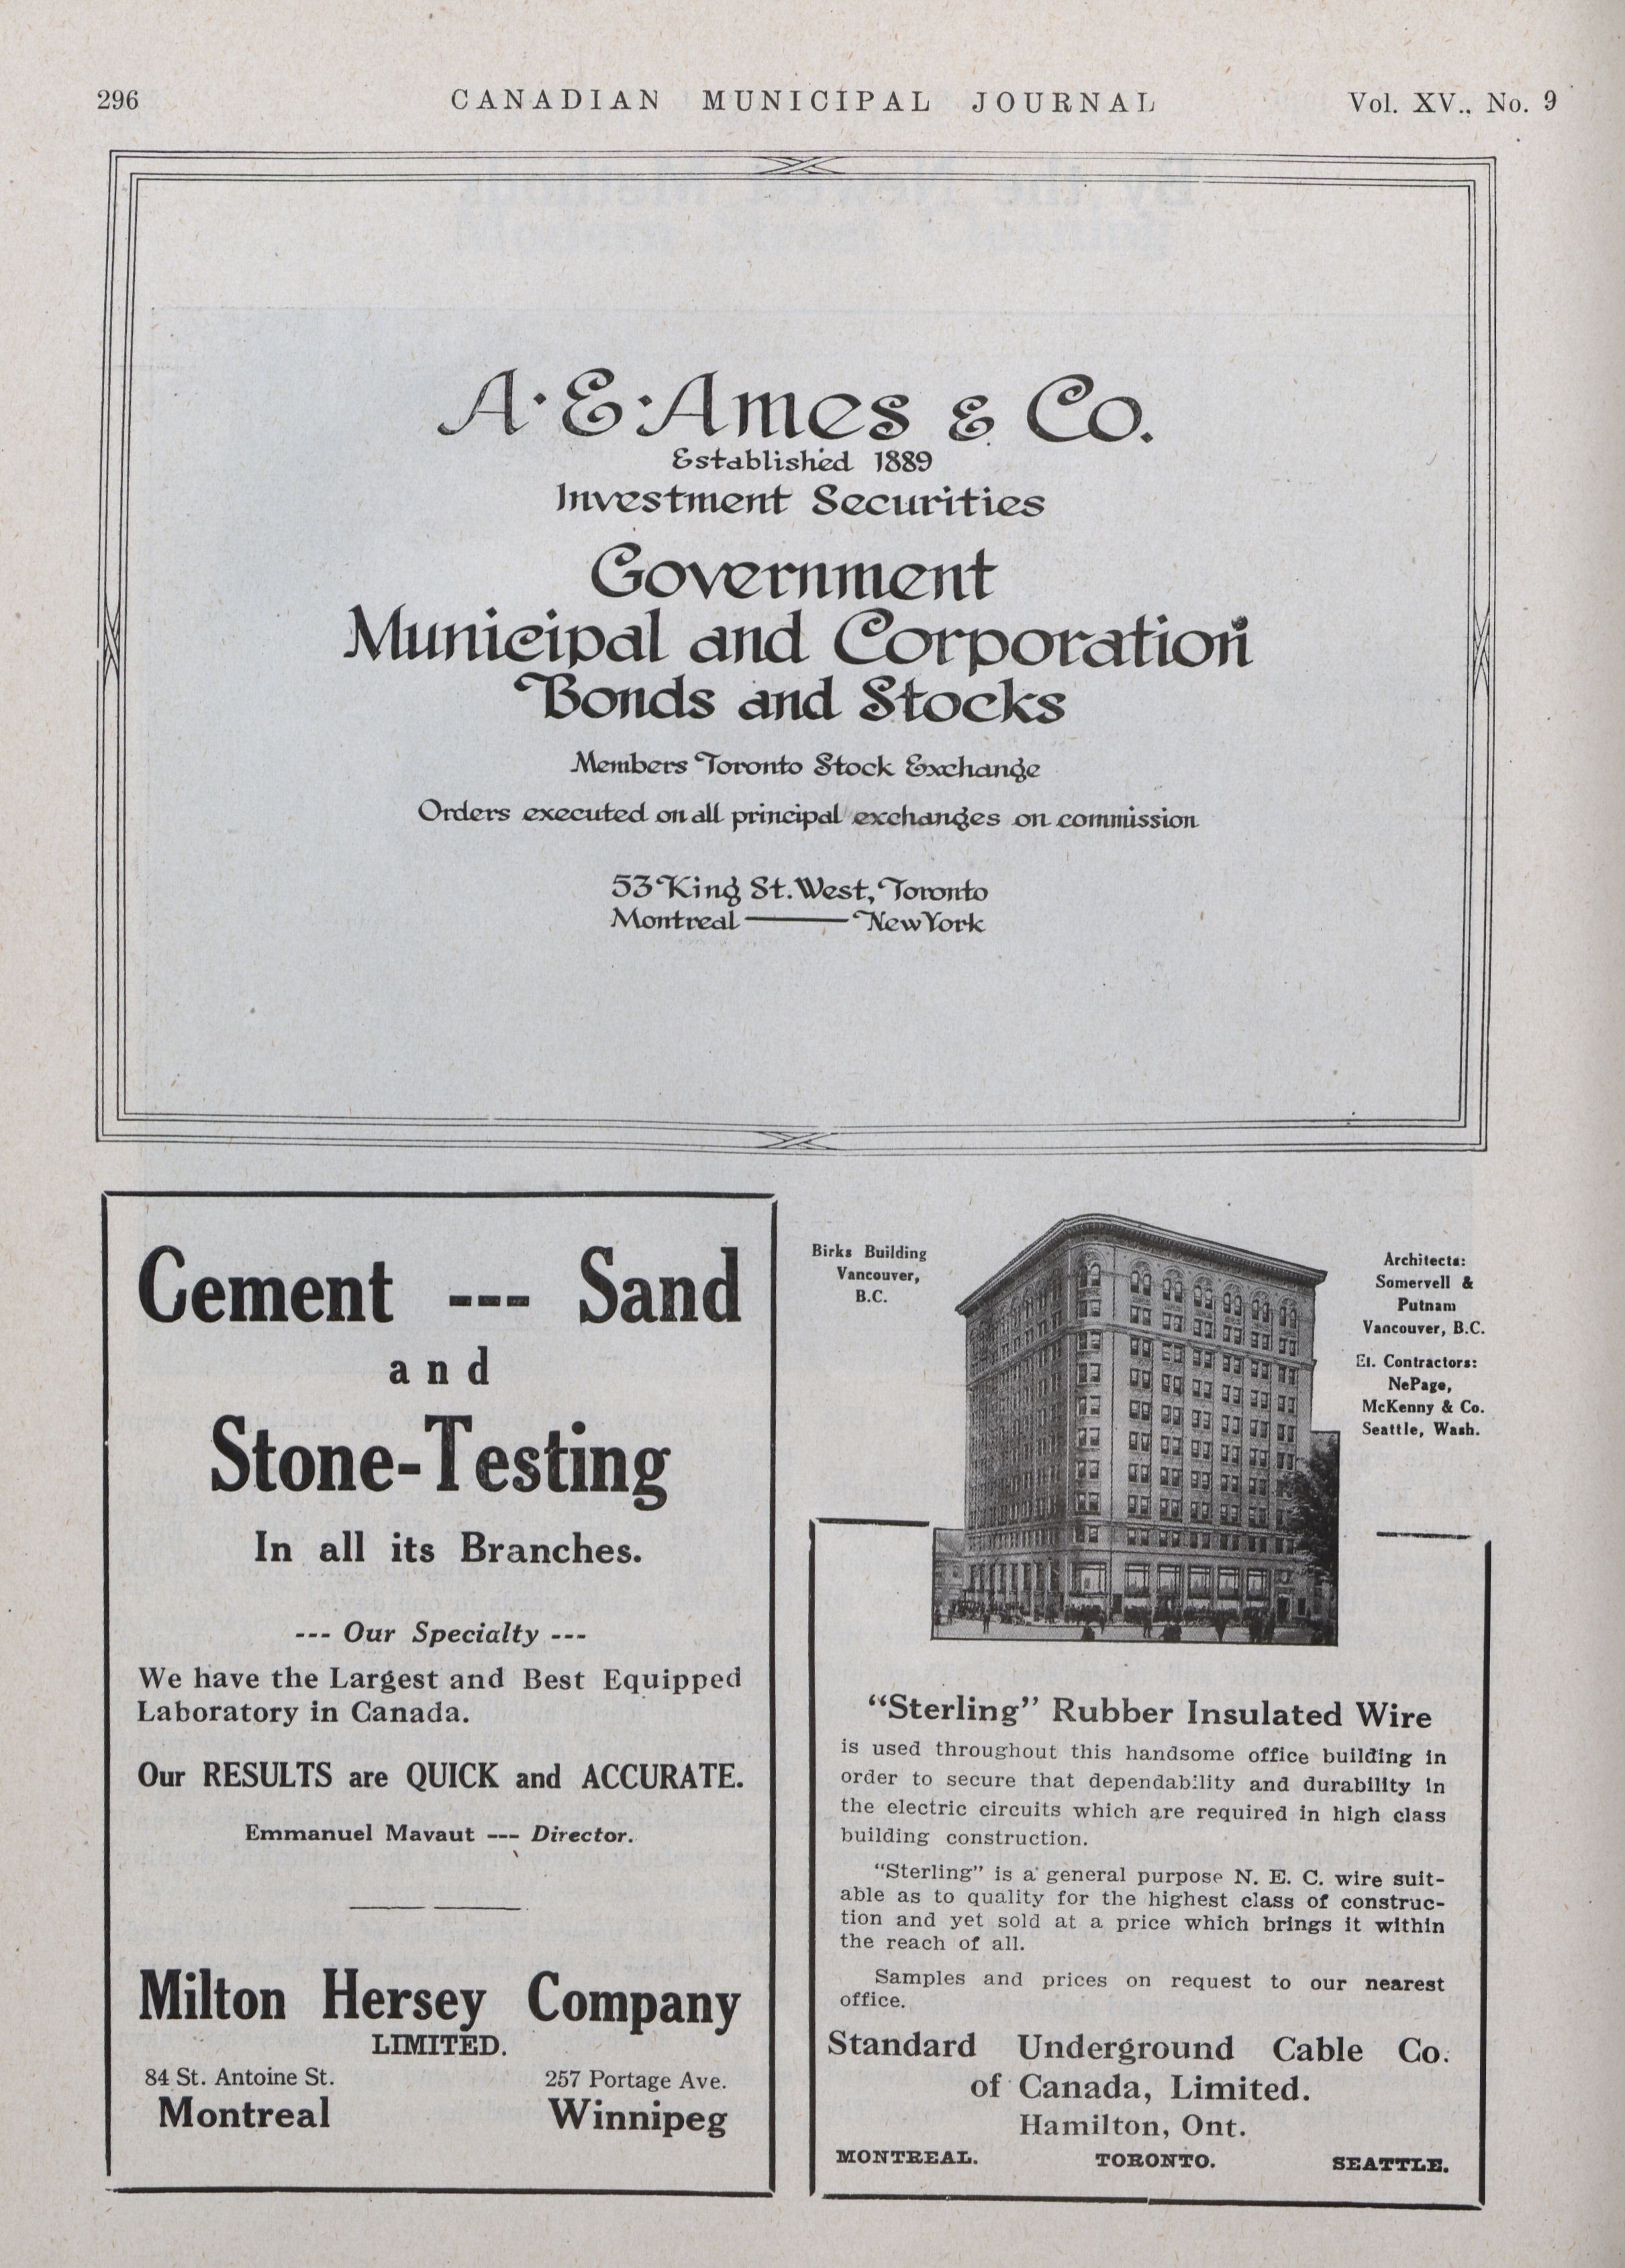 296
CANADIAN MUNICIPAL JOURNAL
Vol. XV., No. 9
A·E·Ames & Co.
Established 1889
Investment Securities
Government
Municipal and Corporation
Bonds and Stocks
Members Toronto Stock Exchange
Orders executed on all principal exchanges on commission
53 King St. West, Toronto
Montreal ——— New York
Cement --- Sand
and
Stone-Testing
In all its Branches.
--- Our Specialty ---
We have the Largest and Best Equipped
Laboratory in Canada.
Our RESULTS are QUICK and ACCURATE.
Emmanuel Mavaut --- Director.
Milton Hersey Company
LIMITED.
84 St. Antoine St.
Montreal
257 Portage Ave.
Winnipeg
Birks Building
Vancouver,
B.C.
Architects:
Somervell &
Putnam
Vancouver, B.C.
El. Contractors:
NePage,
McKenny & Co.
Seattle, Wash.
“Sterling” Rubber Insulated Wire
is used throughout this handsome office building in
order to secure that dependability and durability in
the electric circuits which are required in high class
building construction.
“Sterling” is a general purpose N. E. C. wire suit-
able as to quality for the highest class of construc-
tion and yet sold at a price which brings it within
the reach of all.
Samples and prices on request to our nearest
office.
Standard Underground Cable Co.
of Canada, Limited.
Hamilton, Ont.
MONTREAL. TORONTO. SEATTLE.